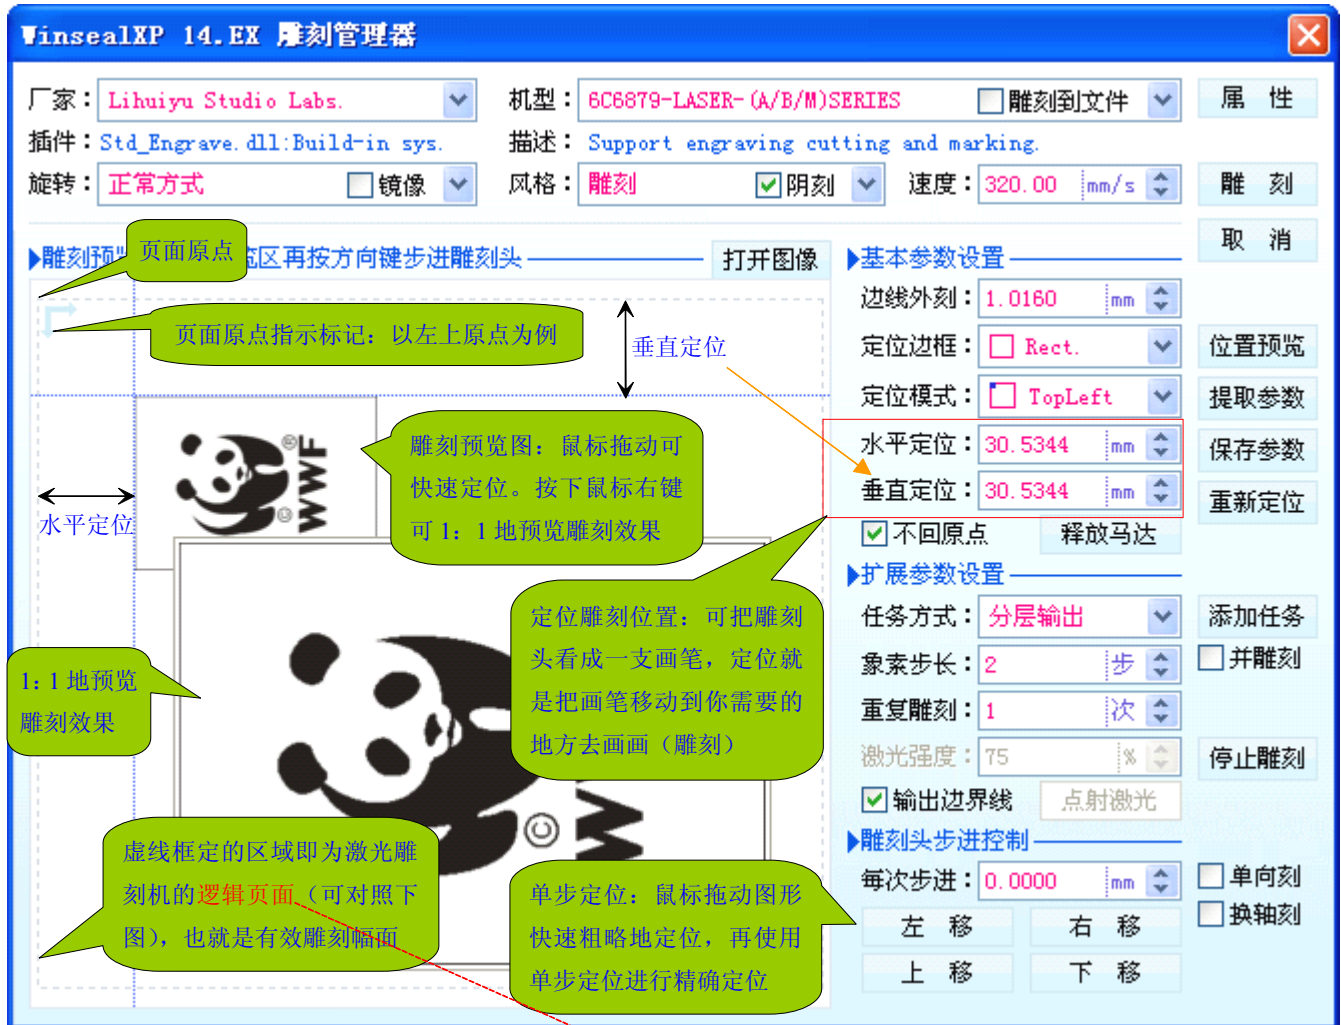 WinsealXP 14.EX 雕刻管理器
厂家：Lihuiyu Studio Labs.
机型：6C6879-LASER-(A/B/M)SERIES
雕刻到文件
属 性
插件：Std_Engrave.dll:Build-in sys.
描述：Support engraving cutting and marking.
旋转：正常方式
镜像
风格：雕刻
阴刻
速度：320.00 mm/s
雕 刻
取 消
雕刻预
页面原点
览区再按方向键步进雕刻头
打开图像
页面原点指示标记：以左上原点为例
垂直定位
水平定位
雕刻预览图：鼠标拖动可
快速定位。按下鼠标右键
可 1：1 地预览雕刻效果
©WWF
1：1 地预览
雕刻效果
定位雕刻位置：可把雕刻
头看成一支画笔，定位就
是把画笔移动到你需要的
地方去画画（雕刻）
©
W
虚线框定的区域即为激光雕
刻机的逻辑页面（可对照下
图），也就是有效雕刻幅面
单步定位：鼠标拖动图形
快速粗略地定位，再使用
单步定位进行精确定位
基本参数设置
边线外刻：1.0160 mm
定位边框：Rect.
位置预览
定位模式：TopLeft
提取参数
水平定位：30.5344 mm
保存参数
垂直定位：30.5344 mm
重新定位
不回原点
释放马达
扩展参数设置
任务方式：分层输出
添加任务
象素步长：2 步
并雕刻
重复雕刻：1 次
激光强度：75 %
停止雕刻
输出边界线
点射激光
雕刻头步进控制
每次步进：0.0000 mm
单向刻
左 移
右 移
换轴刻
上 移
下 移